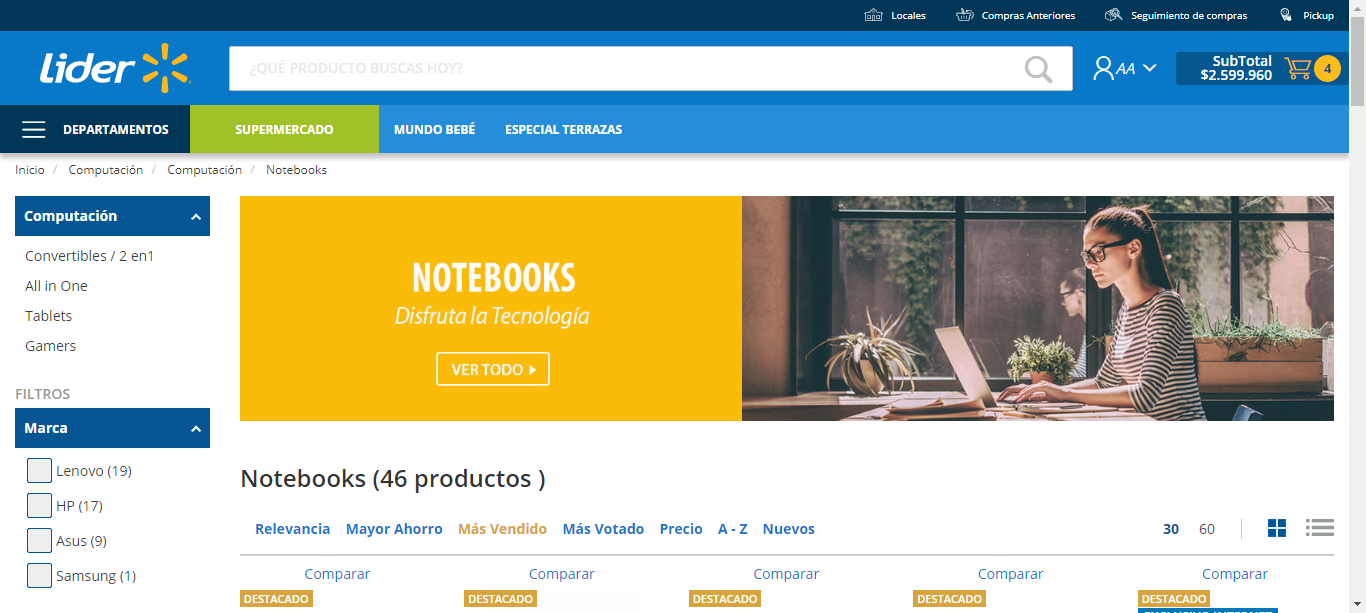 Locales
Compras Anteriores
Seguimiento de compras
Pickup
Lider
¿QUÉ PRODUCTO BUSCAS HOY?
AA
SubTotal
$2.599.960
4
DEPARTAMENTOS
SUPERMERCADO
MUNDO BEBÉ
ESPECIAL TERRAZAS
Inicio / Computación / Computación / Notebooks
Computación
Convertibles / 2 en1
All in One
Tablets
Gamers
FILTROS
Marca
Lenovo (19)
HP (17)
Asus (9)
Samsung (1)
NOTEBOOKS
Disfruta la Tecnología
VER TODO
Notebooks (46 productos )
Relevancia Mayor Ahorro Más Vendido Más Votado Precio A - Z Nuevos
30 60
Comparar Comparar Comparar Comparar Comparar
DESTACADO DESTACADO DESTACADO DESTACADO DESTACADO